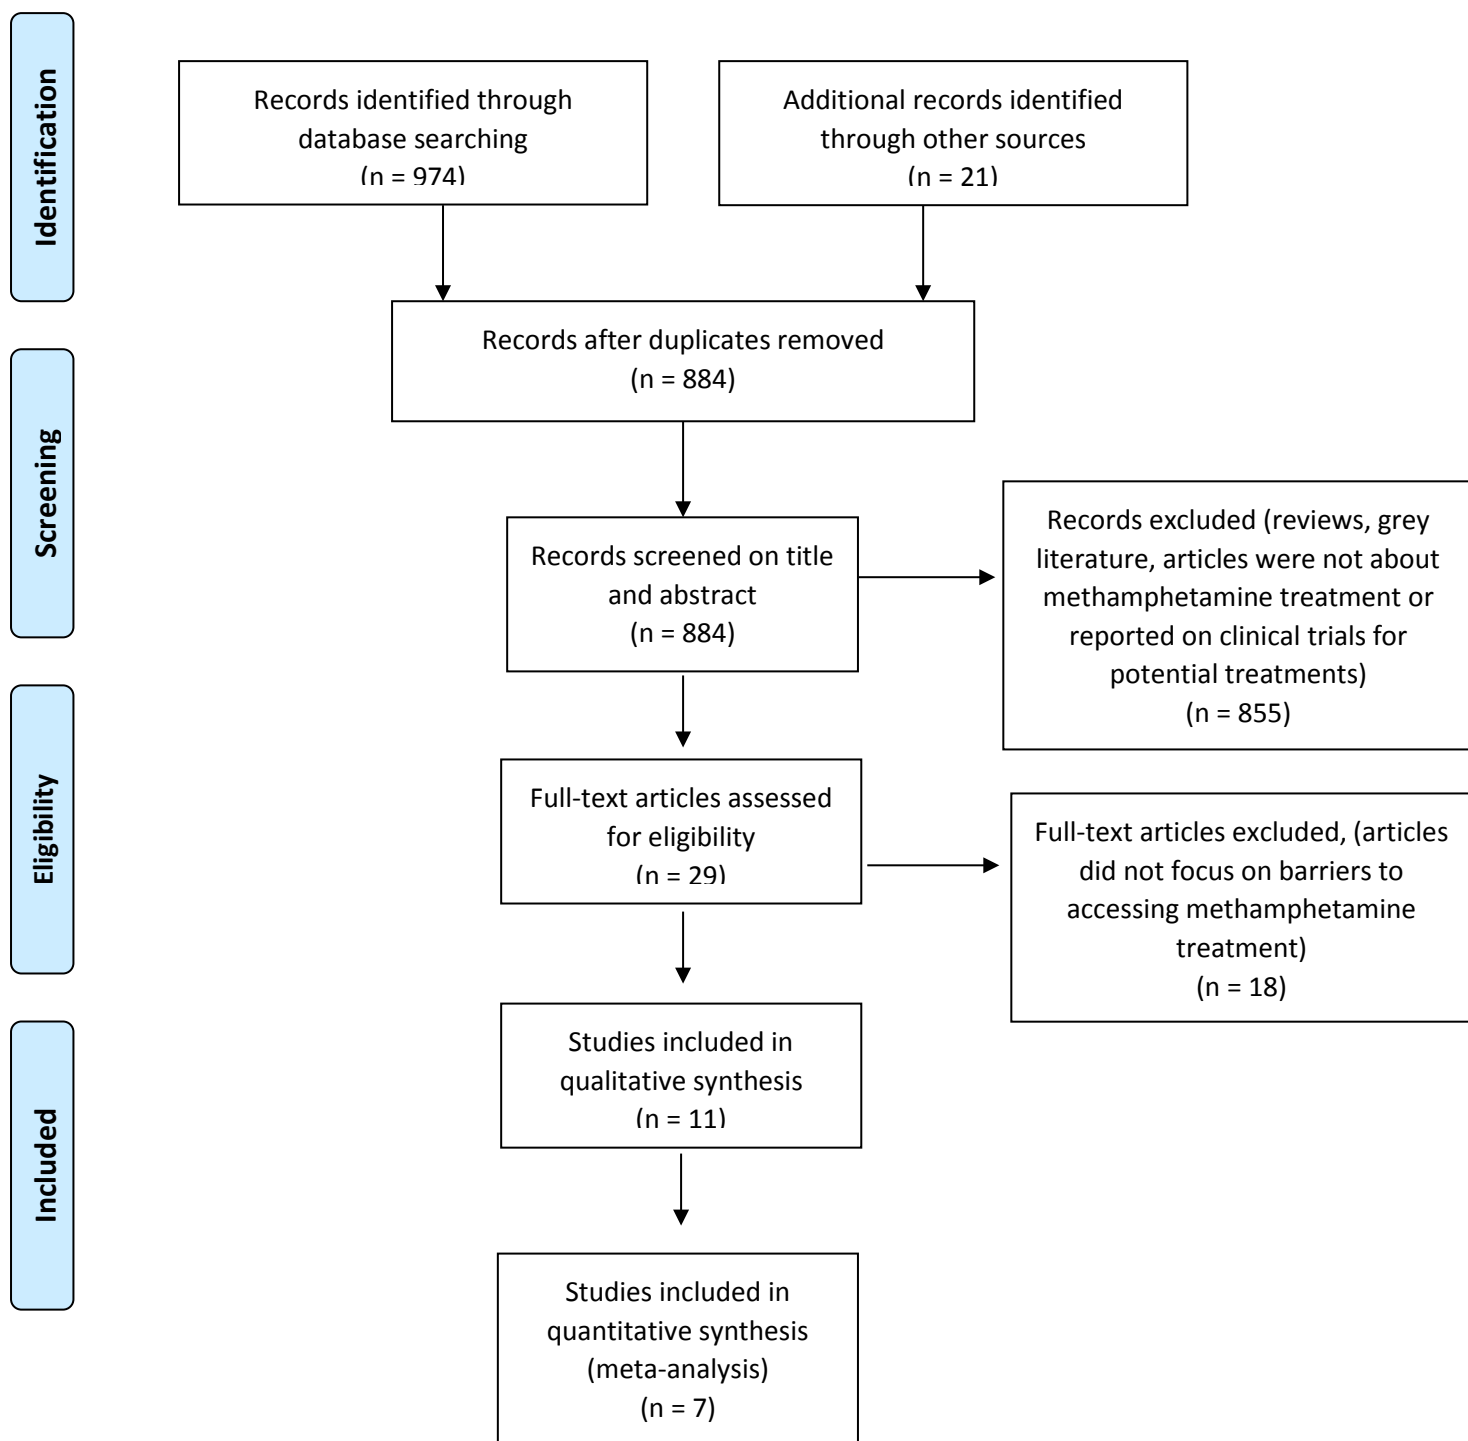 Identification
Records identified through
database searching
(n = 974)
Additional records identified
through other sources
(n = 21)
Records after duplicates removed
(n = 884)
Screening
Records screened on title
and abstract
(n = 884)
Records excluded (reviews, grey
literature, articles were not about
methamphetamine treatment or
reported on clinical trials for
potential treatments)
(n = 855)
Eligibility
Full-text articles assessed
for eligibility
(n = 29)
Full-text articles excluded, (articles
did not focus on barriers to
accessing methamphetamine
treatment)
(n = 18)
Included
Studies included in
qualitative synthesis
(n = 11)
Studies included in
quantitative synthesis
(meta-analysis)
(n = 7)